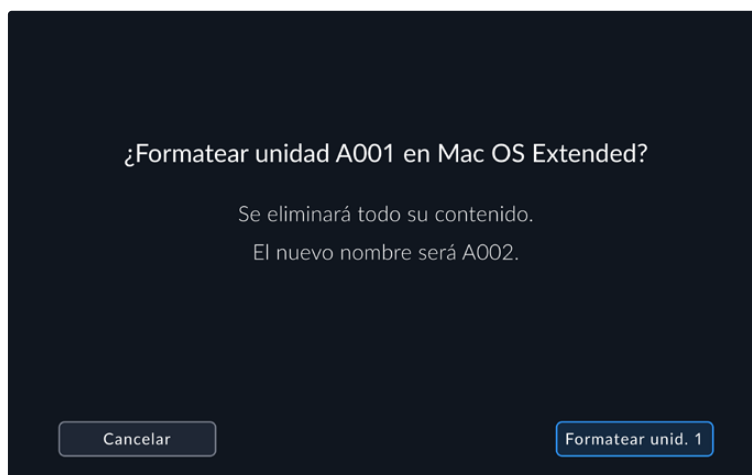 ¿Formatear unidad A001 en Mac OS Extended?
Se eliminará todo su contenido.
El nuevo nombre será A002.
Cancelar
Formatear unid. 1